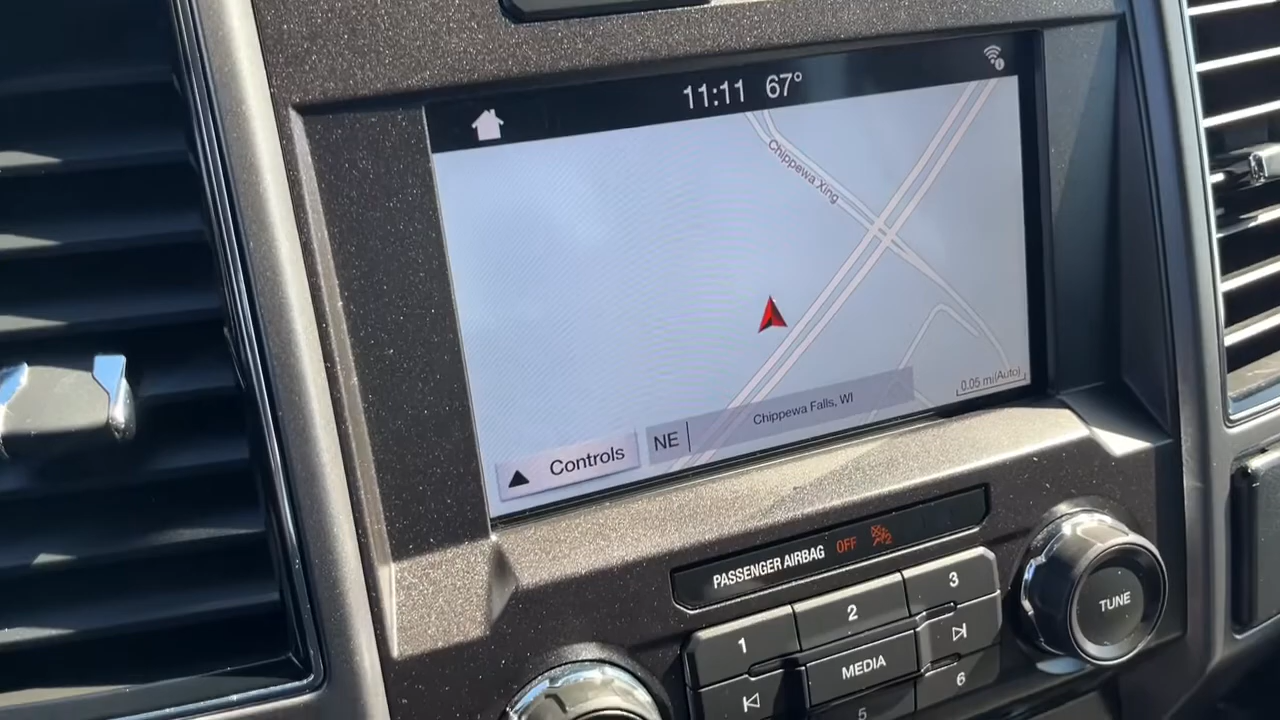 11:11 67°
Chippewa Xing
0.05 mi(Auto)
Chippewa Falls, WI
NE
Controls
PASSENGER AIRBAG OFF
1
2
3
MEDIA
5
6
TUNE